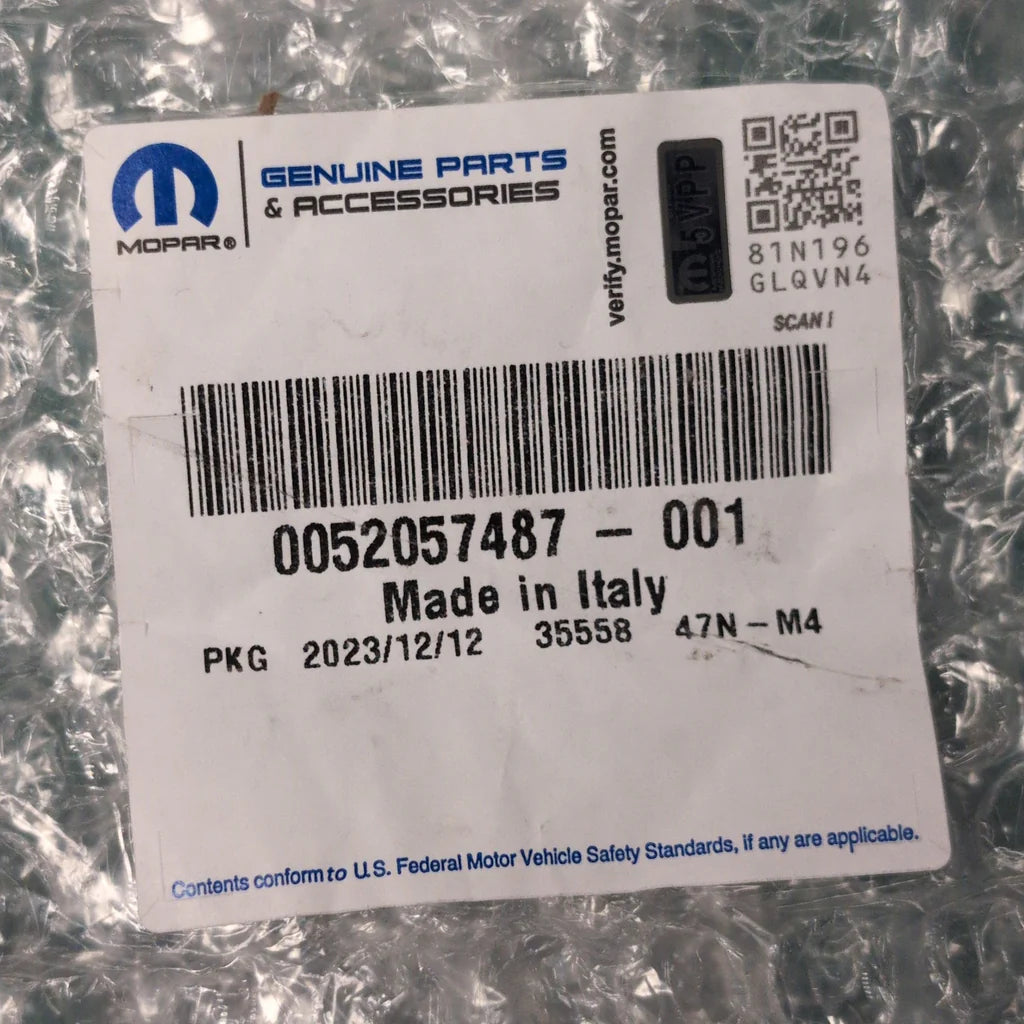 MOPAR®
GENUINE PARTS
& ACCESSORIES
verify.mopar.com
5VPP
81N196
GLQVN4
SCAN!
0052057487 - 001
Made in Italy
PKG 2023/12/12 35558 47N-M4
Contents conform to U.S. Federal Motor Vehicle Safety Standards, if any are applicable.